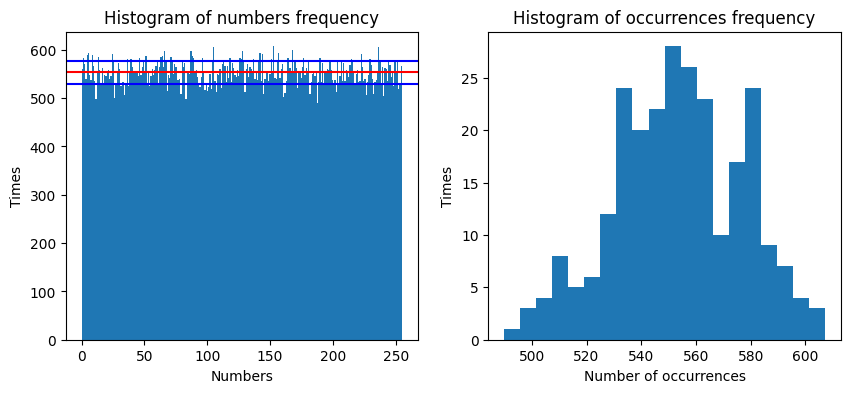 Histogram of numbers frequency
600
500
400
300
200
100
0
Times
0 50 100 150 200 250
Numbers
Histogram of occurrences frequency
25
20
15
10
5
0
Times
500 520 540 560 580 600
Number of occurrences